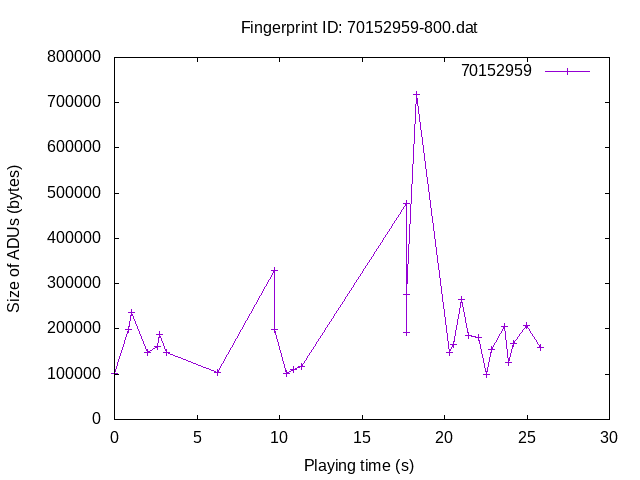 Fingerprint ID: 70152959-800.dat
70152959
800000
700000
600000
500000
400000
300000
200000
100000
0
Size of ADUs (bytes)
0 5 10 15 20 25 30
Playing time (s)